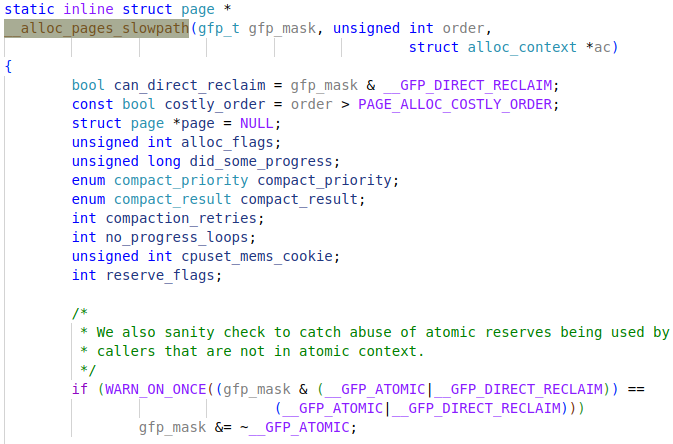 static inline struct page *
__alloc_pages_slowpath(gfp_t gfp_mask, unsigned int order,
struct alloc_context *ac)
{
bool can_direct_reclaim = gfp_mask & __GFP_DIRECT_RECLAIM;
const bool costly_order = order > PAGE_ALLOC_COSTLY_ORDER;
struct page *page = NULL;
unsigned int alloc_flags;
unsigned long did_some_progress;
enum compact_priority compact_priority;
enum compact_result compact_result;
int compaction_retries;
int no_progress_loops;
unsigned int cpuset_mems_cookie;
int reserve_flags;
/*
* We also sanity check to catch abuse of atomic reserves being used by
* callers that are not in atomic context.
*/
if (WARN_ON_ONCE((gfp_mask & (__GFP_ATOMIC|__GFP_DIRECT_RECLAIM)) ==
(__GFP_ATOMIC|__GFP_DIRECT_RECLAIM)))
gfp_mask &= ~__GFP_ATOMIC;